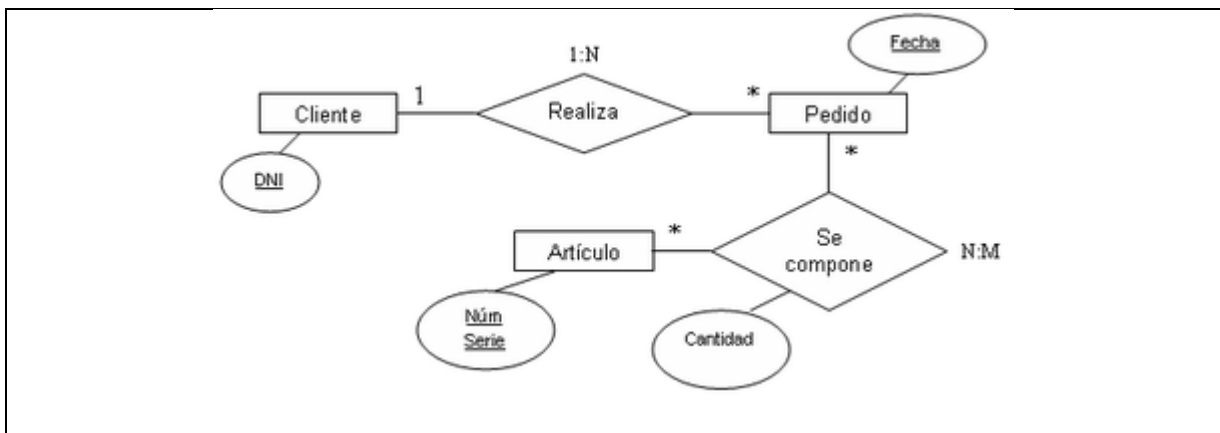 Fecha
1:N
Cliente
1
Realiza
*
Pedido
*
DNI
Artículo
*
Se
compone
N:M
Núm
Serie
Cantidad